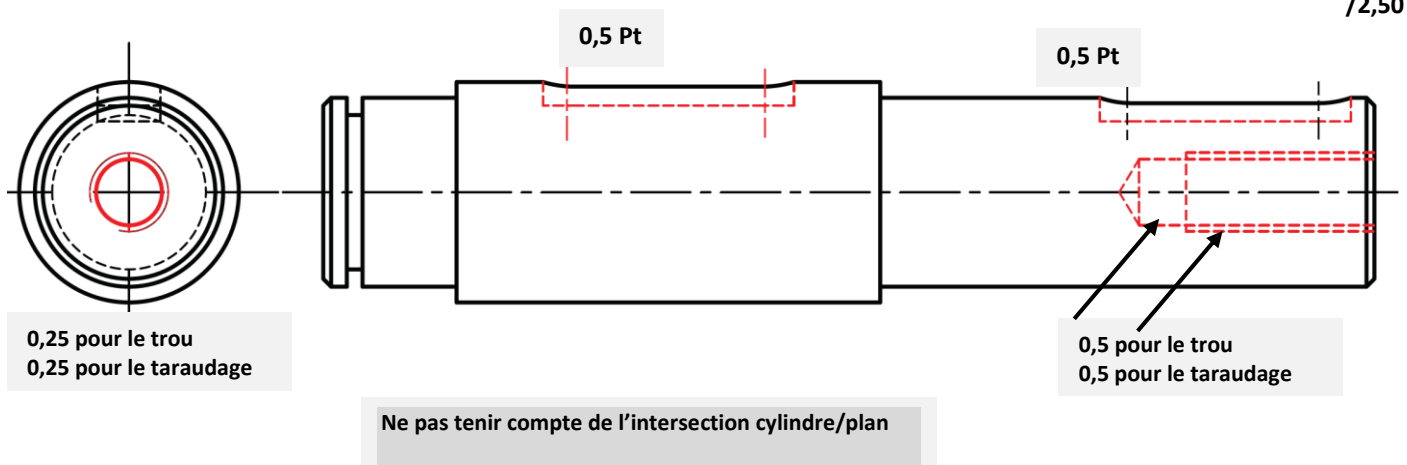 /2,50
0,5 Pt
0,5 Pt
0,25 pour le trou
0,25 pour le taraudage
0,5 pour le trou
0,5 pour le taraudage
Ne pas tenir compte de l’intersection cylindre/plan